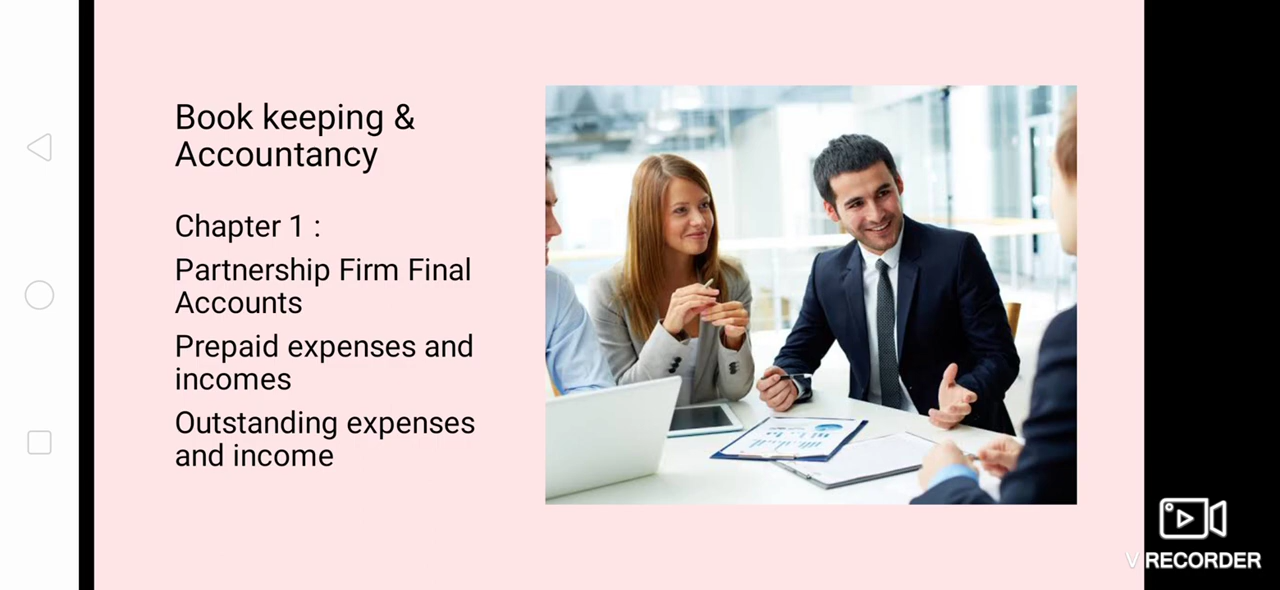 Book keeping &
Accountancy
Chapter 1 :
Partnership Firm Final
Accounts
Prepaid expenses and
incomes
Outstanding expenses
and income
V RECORDER